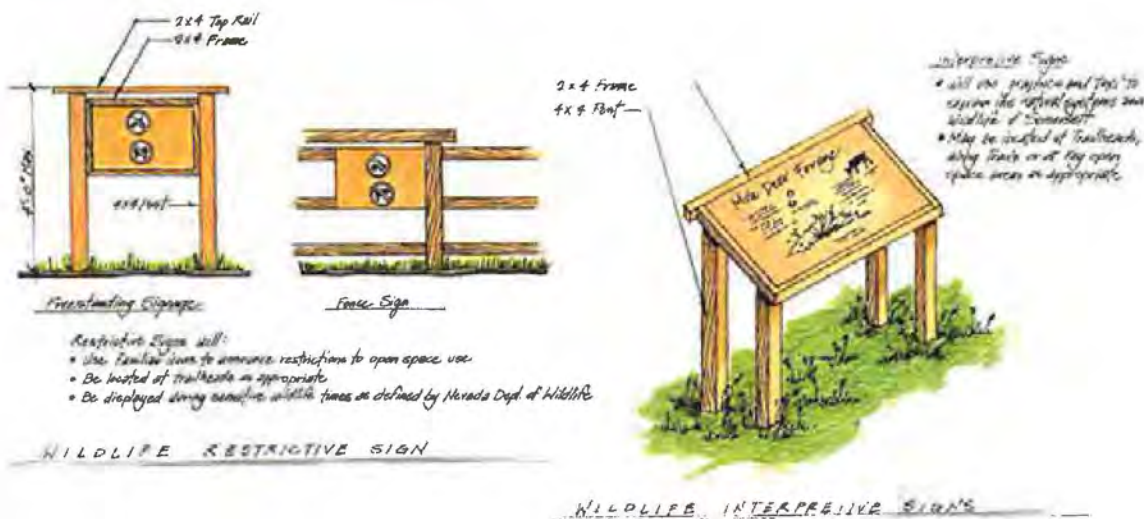 2x4 Top Rail
2x4 Frame
4x4 Post
Freestanding Signage
Fence Sign
Restrictive Signs will:
• Use familiar icons to announce restrictions to open space use
• Be located at trailheads as appropriate
• Be displayed during sensitive wildlife times as defined by Nevada Dept. of Wildlife
WILDLIFE RESTRICTIVE SIGN
2x4 Frame
4x4 Post
Mule Deer Forage
Interpretive Signs
• Will use graphics and text to
explain the natural systems and
wildlife of Somersett
• May be located at Trailheads,
along trails or at key open
space areas as appropriate
WILDLIFE INTERPREIIVE SIGNS